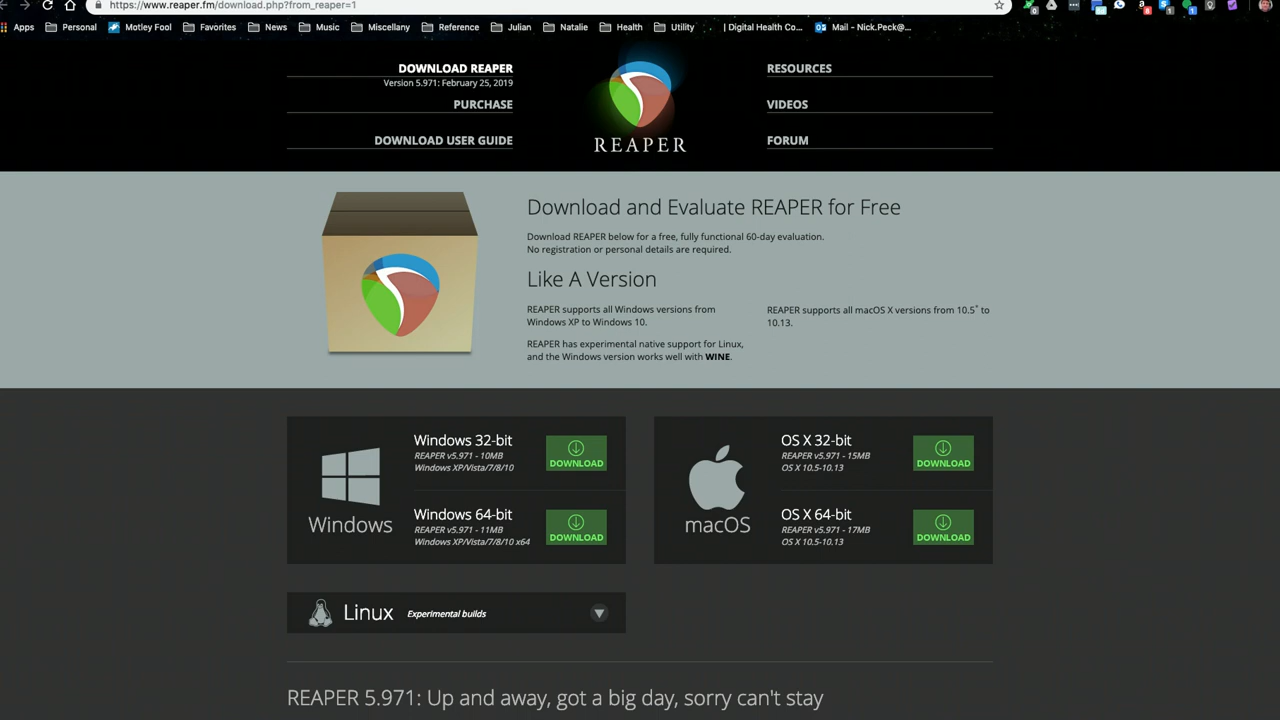 https://www.reaper.fm/download.php?from_reaper=1
Apps Personal Motley Fool Favorites News Music Miscellany Reference Julian Natalie Health Utility | Digital Health Co... Mail - Nick.Peck@...
DOWNLOAD REAPER
Version 5.971: February 25, 2019
PURCHASE
DOWNLOAD USER GUIDE
REAPER
RESOURCES
VIDEOS
FORUM
Download and Evaluate REAPER for Free
Download REAPER below for a free, fully functional 60-day evaluation.
No registration or personal details are required.
Like A Version
REAPER supports all Windows versions from
Windows XP to Windows 10.
REAPER has experimental native support for Linux,
and the Windows version works well with WINE.
REAPER supports all macOS X versions from 10.5* to
10.13.
Windows
Windows 32-bit
REAPER v5.971 - 10MB
Windows XP/Vista/7/8/10
DOWNLOAD
Windows 64-bit
REAPER v5.971 - 11MB
Windows XP/Vista/7/8/10 x64
DOWNLOAD
macOS
OS X 32-bit
REAPER v5.971 - 15MB
OS X 10.5-10.13
DOWNLOAD
OS X 64-bit
REAPER v5.971 - 17MB
OS X 10.5-10.13
DOWNLOAD
Linux Experimental builds
REAPER 5.971: Up and away, got a big day, sorry can't stay